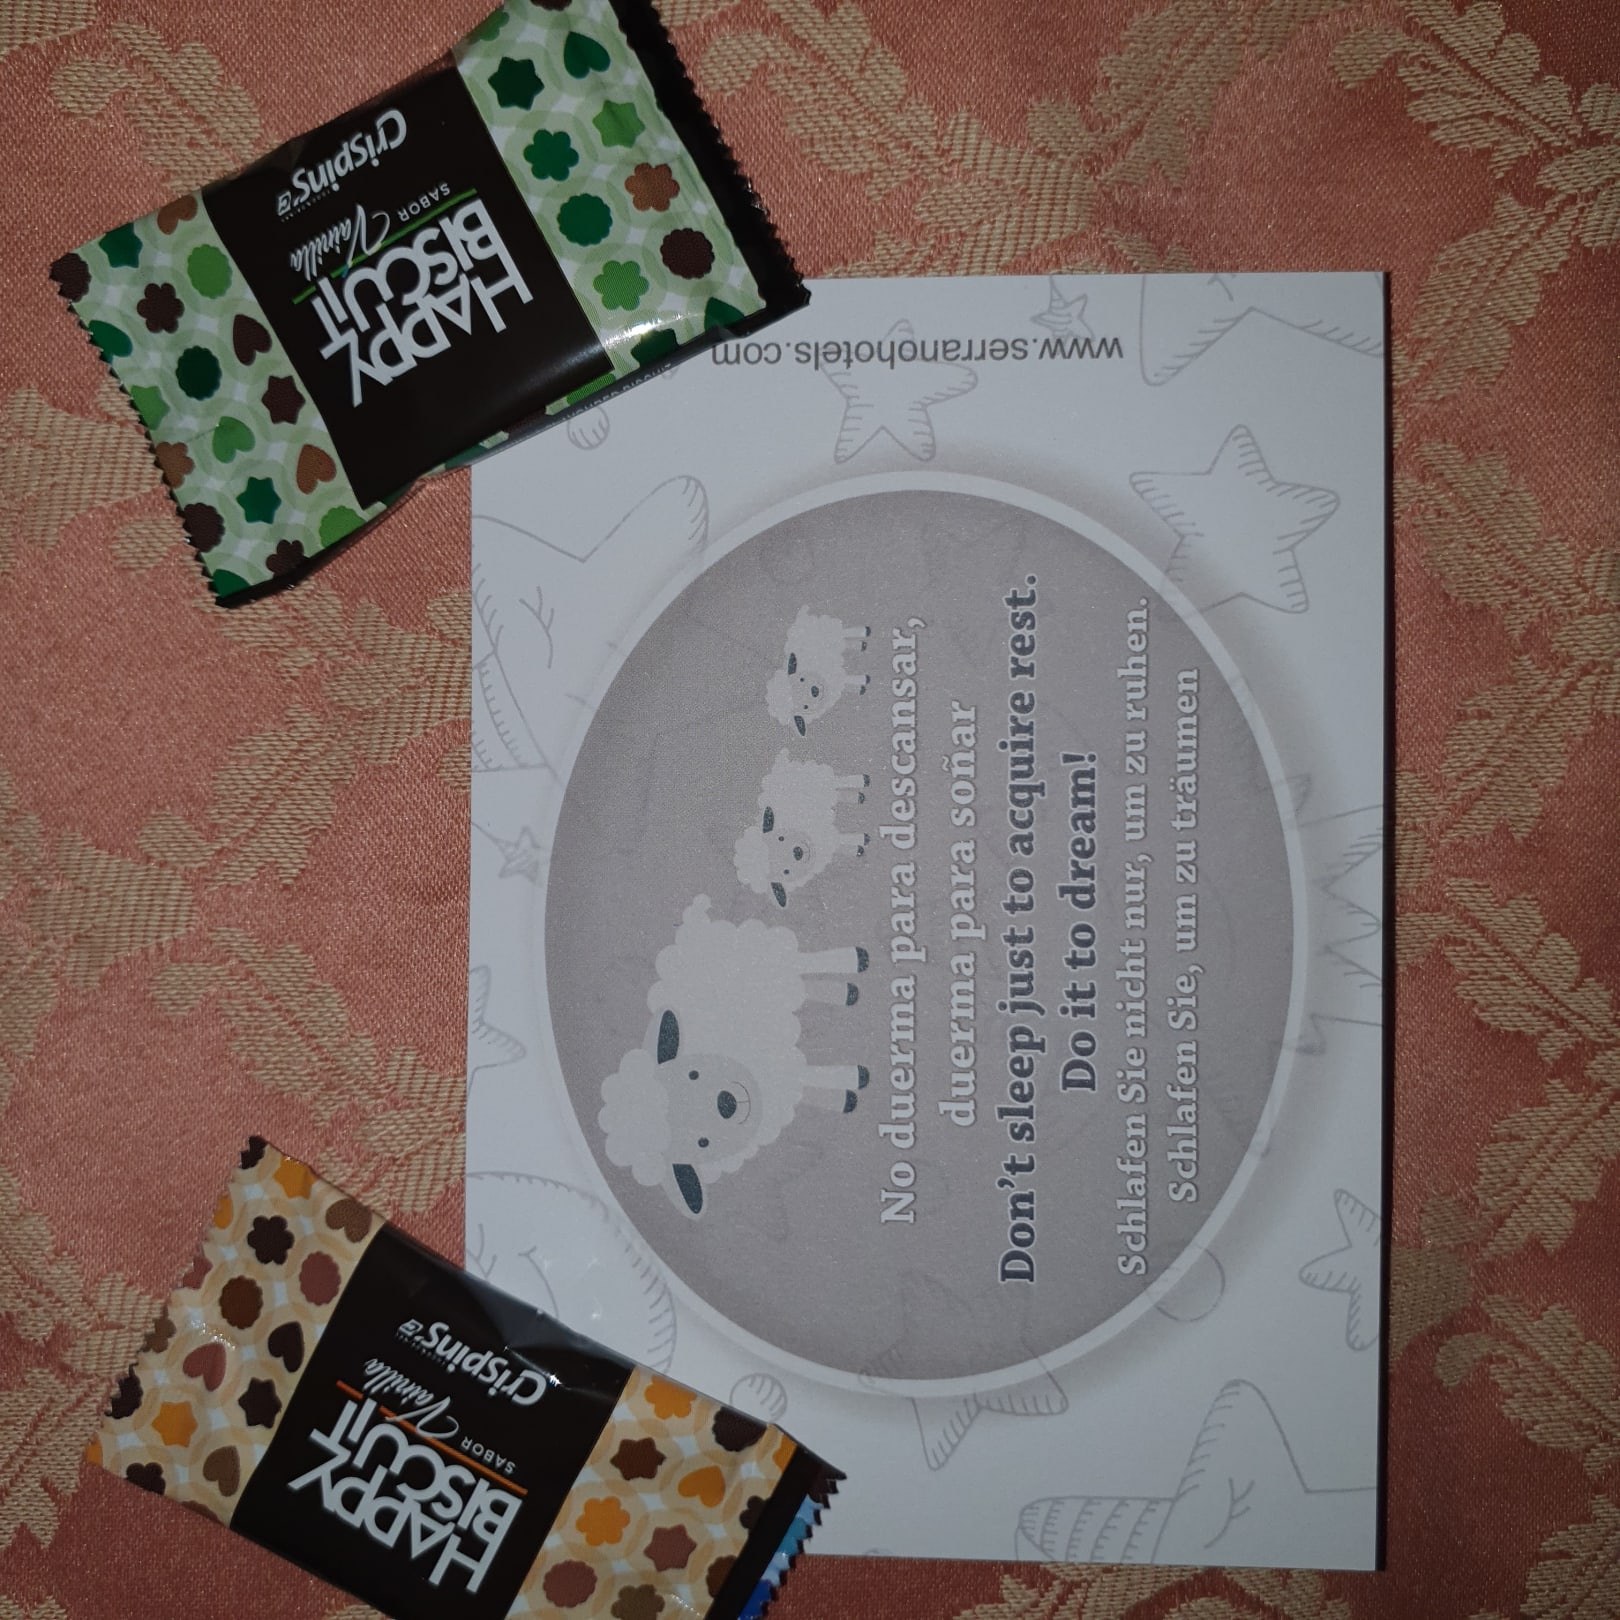 HAPPY
BISCUIT
SABOR Vainilla
Crispins
www.serranohotels.com
No duerma para descansar,
duerma para soñar
Don't sleep just to acquire rest.
Do it to dream!
Schlafen Sie nicht nur, um zu ruhen.
Schlafen Sie, um zu träumen
HAPPY
BISCUIT
SABOR Vainilla
Crispins